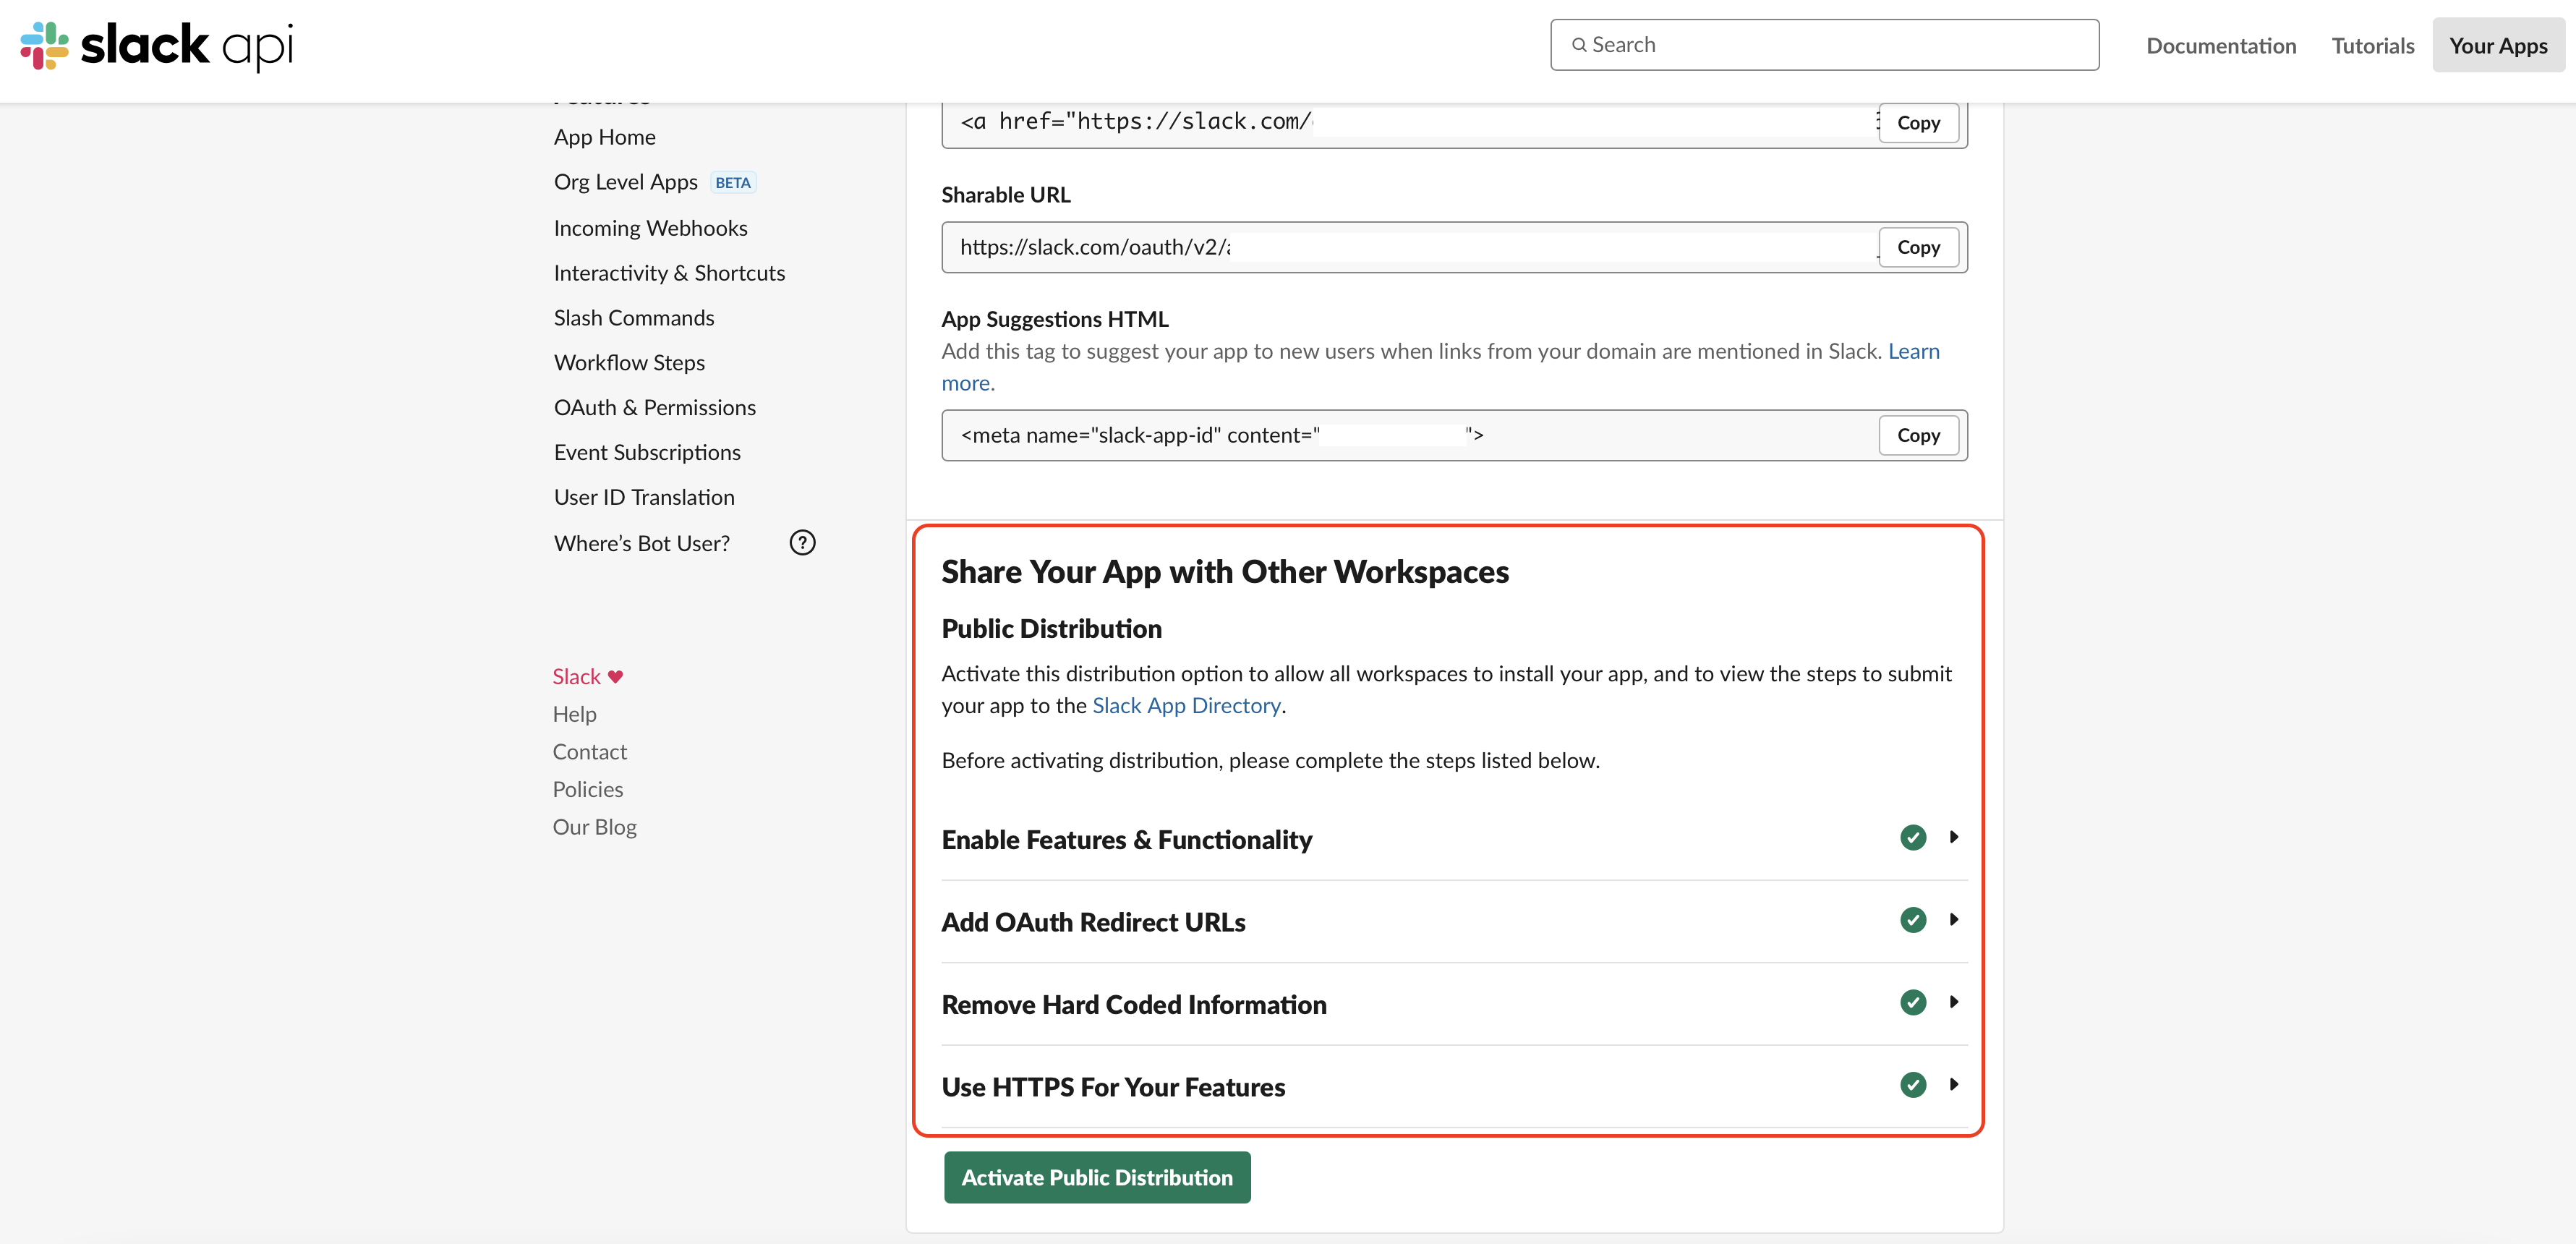 slack api
Search
Documentation
Tutorials
Your Apps
App Home
Org Level Apps BETA
Incoming Webhooks
Interactivity & Shortcuts
Slash Commands
Workflow Steps
OAuth & Permissions
Event Subscriptions
User ID Translation
Where's Bot User? ?
Slack ♥
Help
Contact
Policies
Our Blog
<a href="https://slack.com/
Copy
Sharable URL
https://slack.com/oauth/v2/
Copy
App Suggestions HTML
Add this tag to suggest your app to new users when links from your domain are mentioned in Slack. Learn
more.
<meta name="slack-app-id" content=" ">
Copy
Share Your App with Other Workspaces
Public Distribution
Activate this distribution option to allow all workspaces to install your app, and to view the steps to submit
your app to the Slack App Directory.
Before activating distribution, please complete the steps listed below.
Enable Features & Functionality
Add OAuth Redirect URLs
Remove Hard Coded Information
Use HTTPS For Your Features
Activate Public Distribution